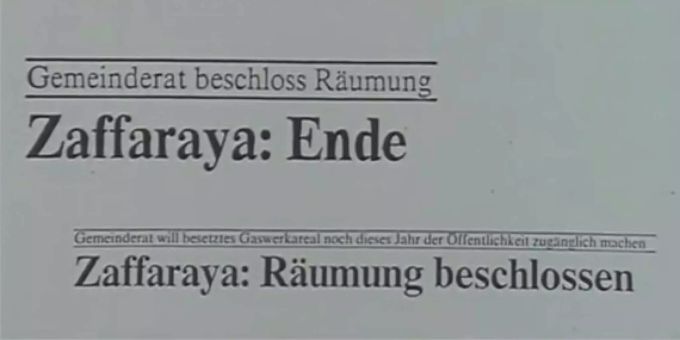 Gemeinderat beschloss Räumung
Zaffaraya: Ende
Gemeinderat will besetztes Gaswerkareal noch dieses Jahr der Öffentlichkeit zugänglich machen
Zaffaraya: Räumung beschlossen